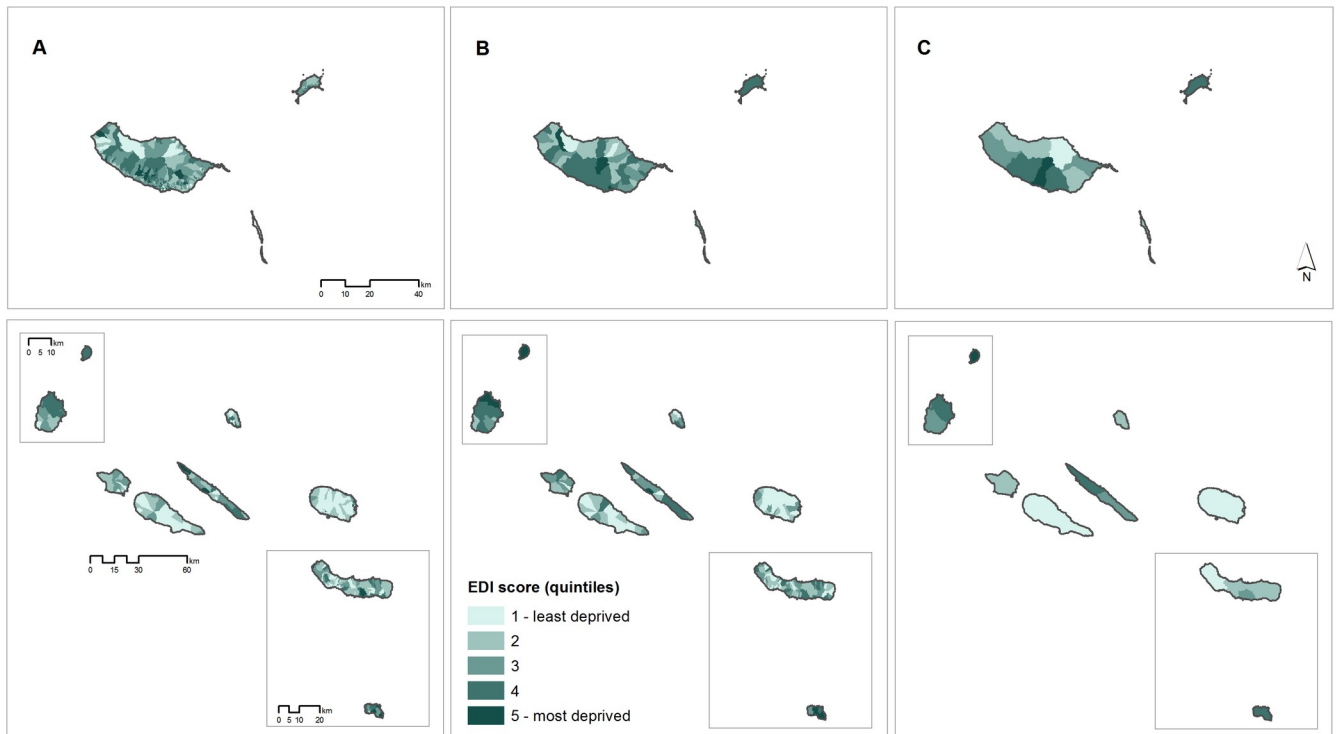 A
B
C
0 10 20 40
km
N
km
0 5 10
0 15 30 60
km
km
0 5 10 20
EDI score (quintiles)
1 - least deprived
2
3
4
5 - most deprived